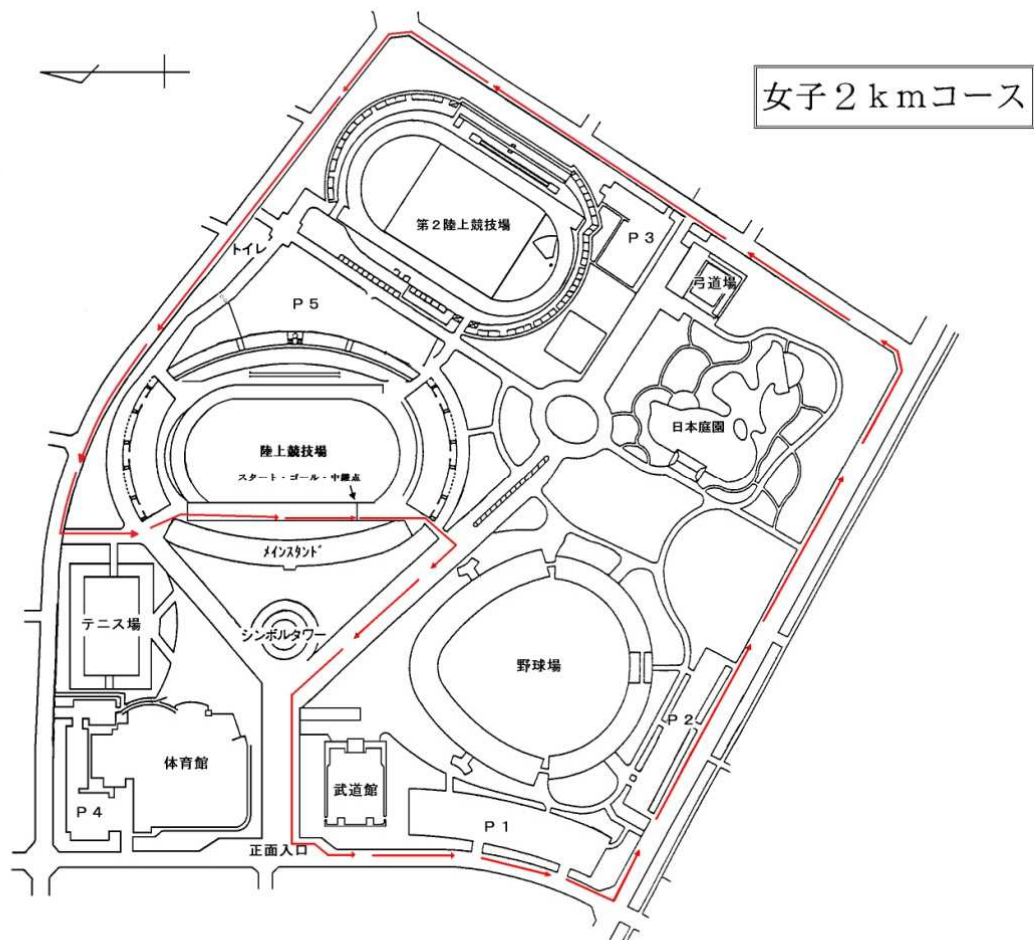 女子２ｋｍコース
第２陸上競技場
Ｐ３
トイレ
弓道場
Ｐ５
日本庭園
陸上競技場
スタート・ゴール・中継点
メインスタンド
テニス場
シンボルタワー
野球場
Ｐ２
体育館
武道館
Ｐ４
Ｐ１
正面入口